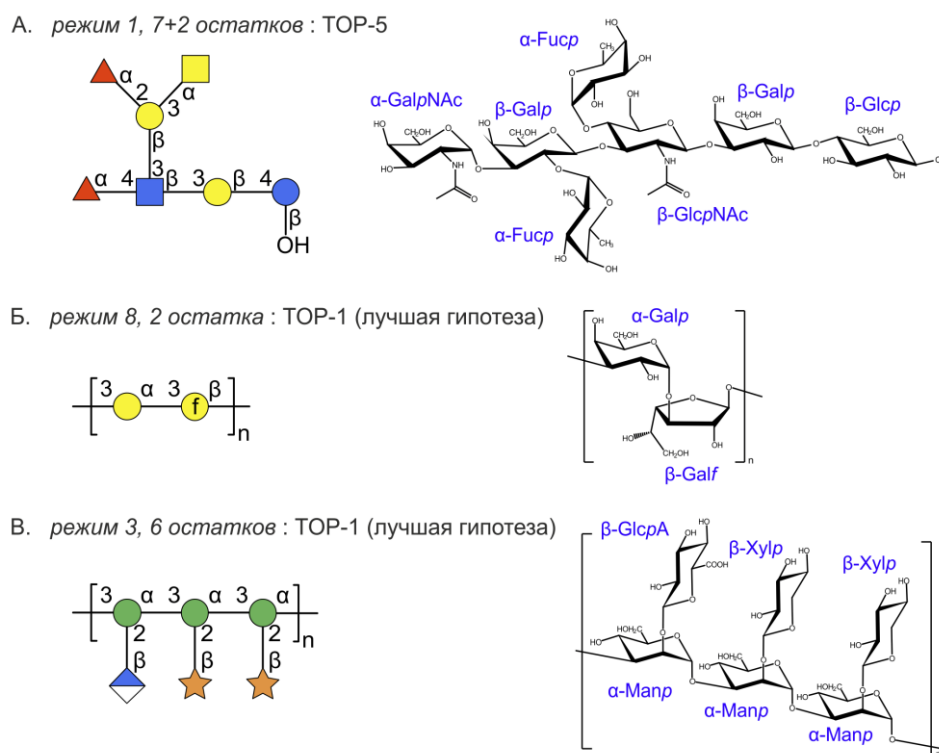 А. режим 1, 7+2 остатков : TOP-5
α 2 3 α
β
α 4 3 β 3 β 4
β
OH
α-Fucp
α-GalpNAc β-Galp β-Galp β-Glcp
β-GlcpNAc
α-Fucp
Б. режим 8, 2 остатка : TOP-1 (лучшая гипотеза)
3 α 3 f β n
α-Galp
β-Galf
n
В. режим 3, 6 остатков : TOP-1 (лучшая гипотеза)
3 α 3 α 3 α n
2 2 2
β β β
β-GlcpA β-Xylp β-Xylp
COOH
α-Manp α-Manp α-Manp